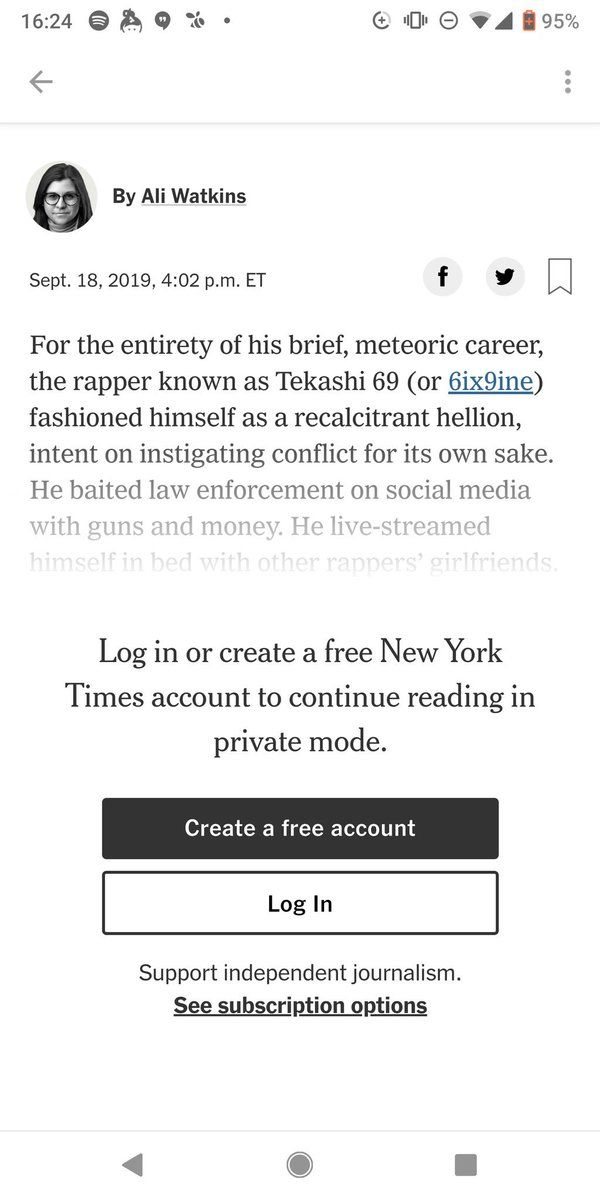 16:24
95%
By Ali Watkins
Sept. 18, 2019, 4:02 p.m. ET
For the entirety of his brief, meteoric career,
the rapper known as Tekashi 69 (or 6ix9ine)
fashioned himself as a recalcitrant hellion,
intent on instigating conflict for its own sake.
He baited law enforcement on social media
with guns and money. He live-streamed
himself in bed with other rappers’ girlfriends.
Log in or create a free New York
Times account to continue reading in
private mode.
Create a free account
Log In
Support independent journalism.
See subscription options